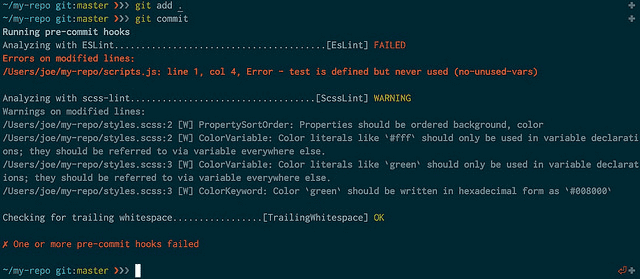 ~/my-repo git:master ❯❯❯ git add .
~/my-repo git:master ❯❯❯ git commit
Running pre-commit hooks
Analyzing with ESLint........................................[EsLint] FAILED
Errors on modified lines:
/Users/joe/my-repo/scripts.js: line 1, col 4, Error - test is defined but never used (no-unused-vars)
Analyzing with scss-lint...................................[ScssLint] WARNING
Warnings on modified lines:
/Users/joe/my-repo/styles.scss:2 [W] PropertySortOrder: Properties should be ordered background, color
/Users/joe/my-repo/styles.scss:2 [W] ColorVariable: Color literals like `#fff` should only be used in variable declarati
ons; they should be referred to via variable everywhere else.
/Users/joe/my-repo/styles.scss:3 [W] ColorVariable: Color literals like `green` should only be used in variable declarat
ions; they should be referred to via variable everywhere else.
/Users/joe/my-repo/styles.scss:3 [W] ColorKeyword: Color `green` should be written in hexadecimal form as `#008000`
Checking for trailing whitespace.................[TrailingWhitespace] OK
✗ One or more pre-commit hooks failed
~/my-repo git:master ❯❯❯